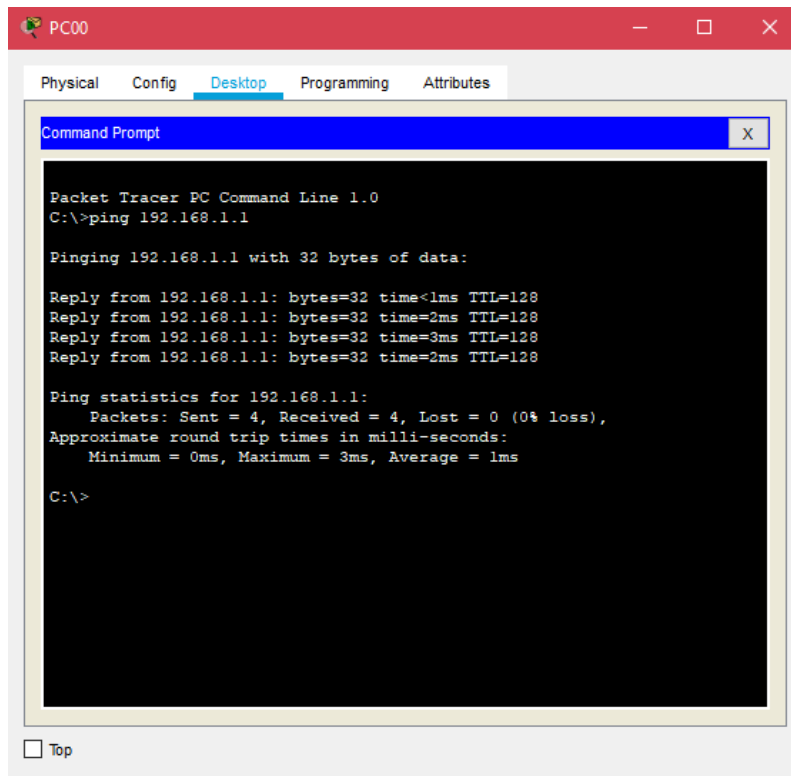 PC00
Physical Config Desktop Programming Attributes
Command Prompt X
Packet Tracer PC Command Line 1.0
C:\>ping 192.168.1.1
Pinging 192.168.1.1 with 32 bytes of data:
Reply from 192.168.1.1: bytes=32 time<1ms TTL=128
Reply from 192.168.1.1: bytes=32 time=2ms TTL=128
Reply from 192.168.1.1: bytes=32 time=3ms TTL=128
Reply from 192.168.1.1: bytes=32 time=2ms TTL=128
Ping statistics for 192.168.1.1:
Packets: Sent = 4, Received = 4, Lost = 0 (0% loss),
Approximate round trip times in milli-seconds:
Minimum = 0ms, Maximum = 3ms, Average = 1ms
C:\>
Top